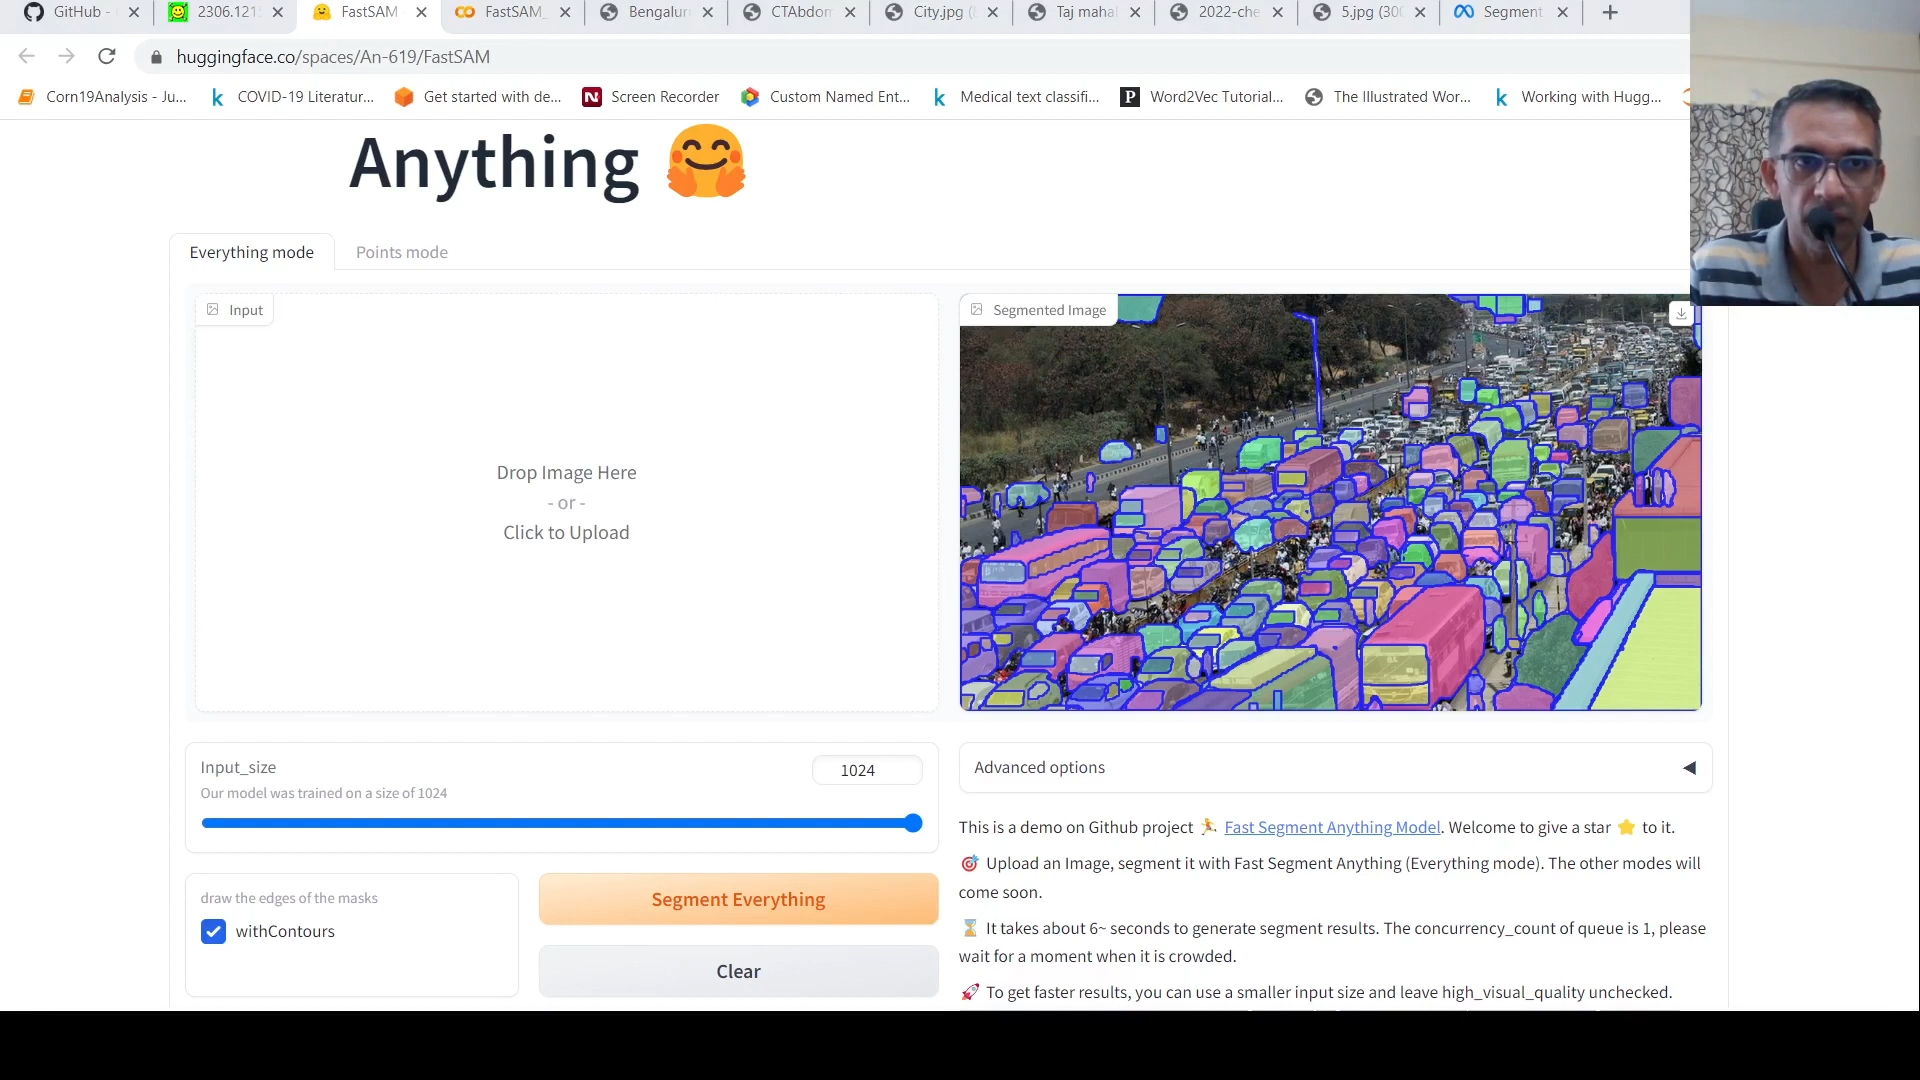 GitHub -
2306.121
FastSAM
FastSAM_
Bengalur
CTAbdom
City.jpg (
Taj mahal
2022-che
5.jpg (300
Segment
huggingface.co/spaces/An-619/FastSAM
Corn19Analysis - Ju...
COVID-19 Literatur...
Get started with de...
Screen Recorder
Custom Named Ent...
Medical text classifi...
Word2Vec Tutorial...
The Illustrated Wor...
Working with Hugg...
Anything 🤗
Everything mode
Points mode
Input
Segmented Image
Drop Image Here
- or -
Click to Upload
Input_size
1024
Our model was trained on a size of 1024
Advanced options
This is a demo on Github project 🏃 Fast Segment Anything Model. Welcome to give a star ⭐ to it.
🎯 Upload an Image, segment it with Fast Segment Anything (Everything mode). The other modes will
come soon.
⌛ It takes about 6~ seconds to generate segment results. The concurrency_count of queue is 1, please
wait for a moment when it is crowded.
🚀 To get faster results, you can use a smaller input size and leave high_visual_quality unchecked.
draw the edges of the masks
withContours
Segment Everything
Clear